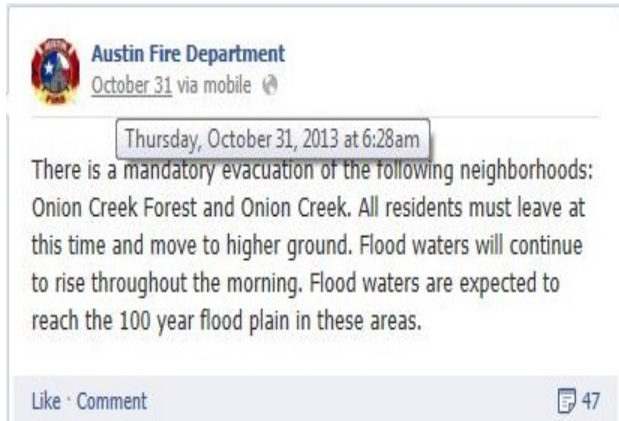 Austin Fire Department
October 31 via mobile
Thursday, October 31, 2013 at 6:28am
There is a mandatory evacuation of the following neighborhoods:
Onion Creek Forest and Onion Creek. All residents must leave at
this time and move to higher ground. Flood waters will continue
to rise throughout the morning. Flood waters are expected to
reach the 100 year flood plain in these areas.
Like · Comment 47